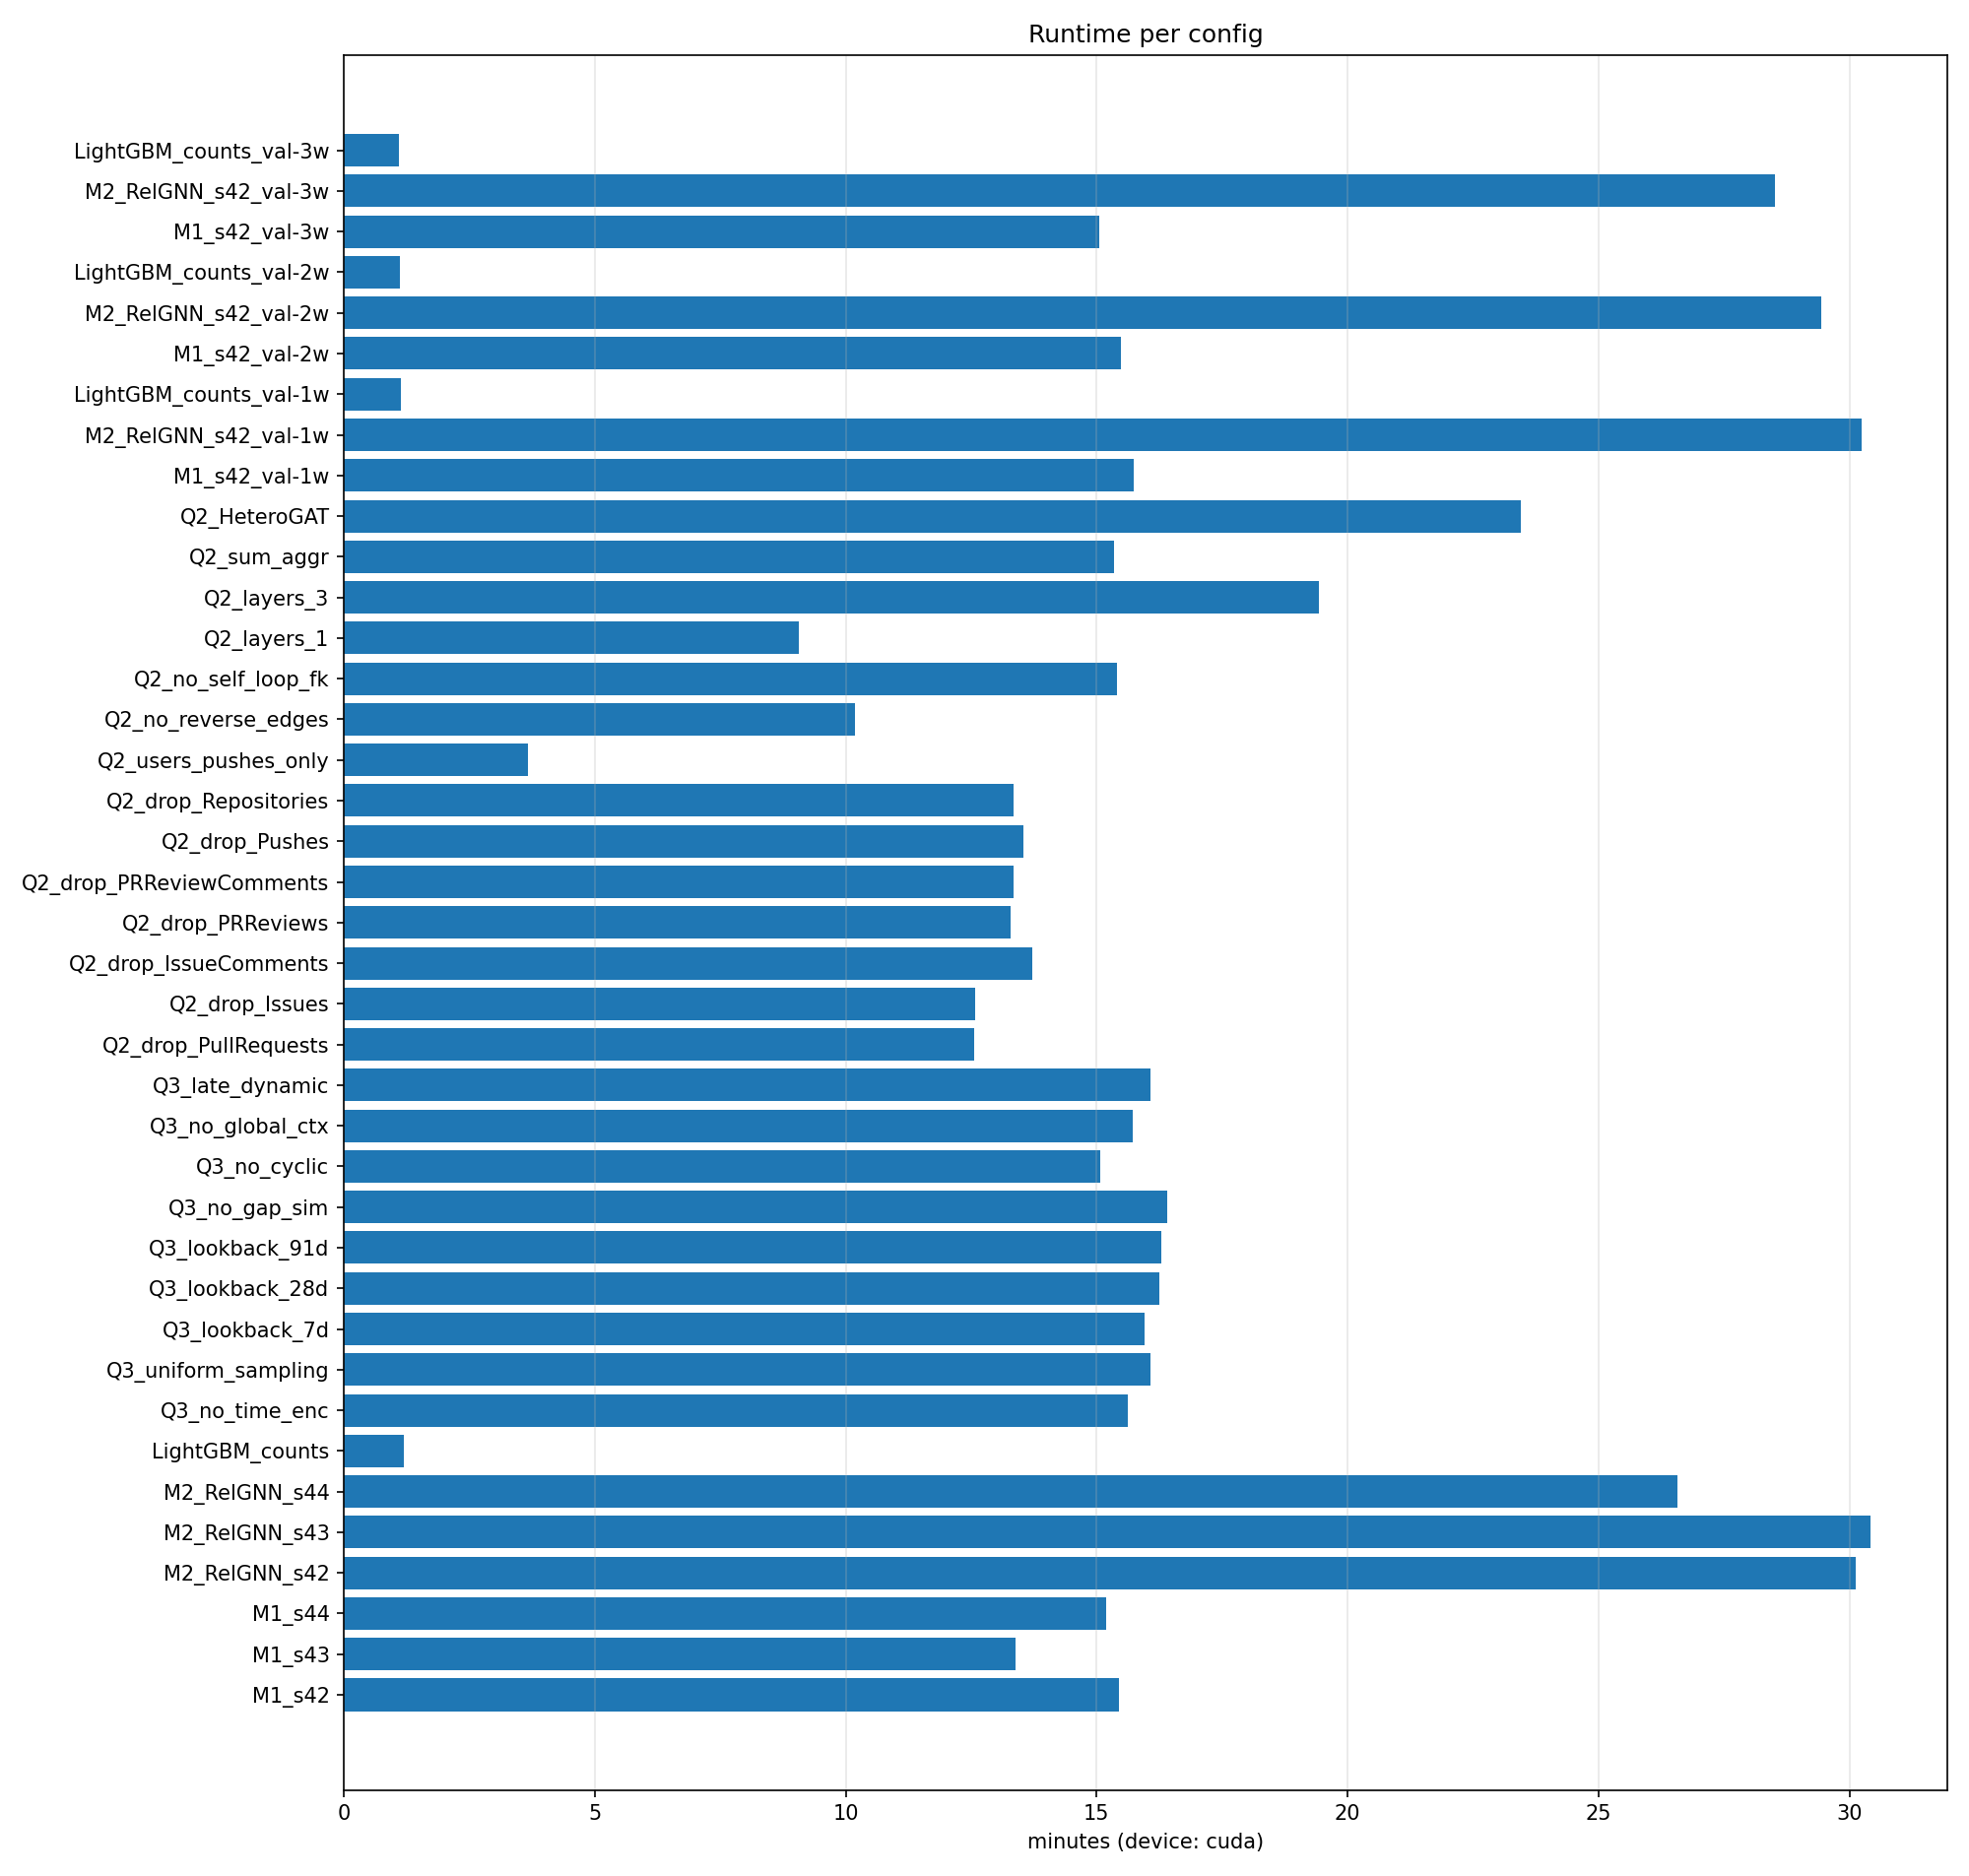 Runtime per config
LightGBM_counts_val-3w
M2_RelGNN_s42_val-3w
M1_s42_val-3w
LightGBM_counts_val-2w
M2_RelGNN_s42_val-2w
M1_s42_val-2w
LightGBM_counts_val-1w
M2_RelGNN_s42_val-1w
M1_s42_val-1w
Q2_HeteroGAT
Q2_sum_aggr
Q2_layers_3
Q2_layers_1
Q2_no_self_loop_fk
Q2_no_reverse_edges
Q2_users_pushes_only
Q2_drop_Repositories
Q2_drop_Pushes
Q2_drop_PRReviewComments
Q2_drop_PRReviews
Q2_drop_IssueComments
Q2_drop_Issues
Q2_drop_PullRequests
Q3_late_dynamic
Q3_no_global_ctx
Q3_no_cyclic
Q3_no_gap_sim
Q3_lookback_91d
Q3_lookback_28d
Q3_lookback_7d
Q3_uniform_sampling
Q3_no_time_enc
LightGBM_counts
M2_RelGNN_s44
M2_RelGNN_s43
M2_RelGNN_s42
M1_s44
M1_s43
M1_s42
0 5 10 15 20 25 30
minutes (device: cuda)